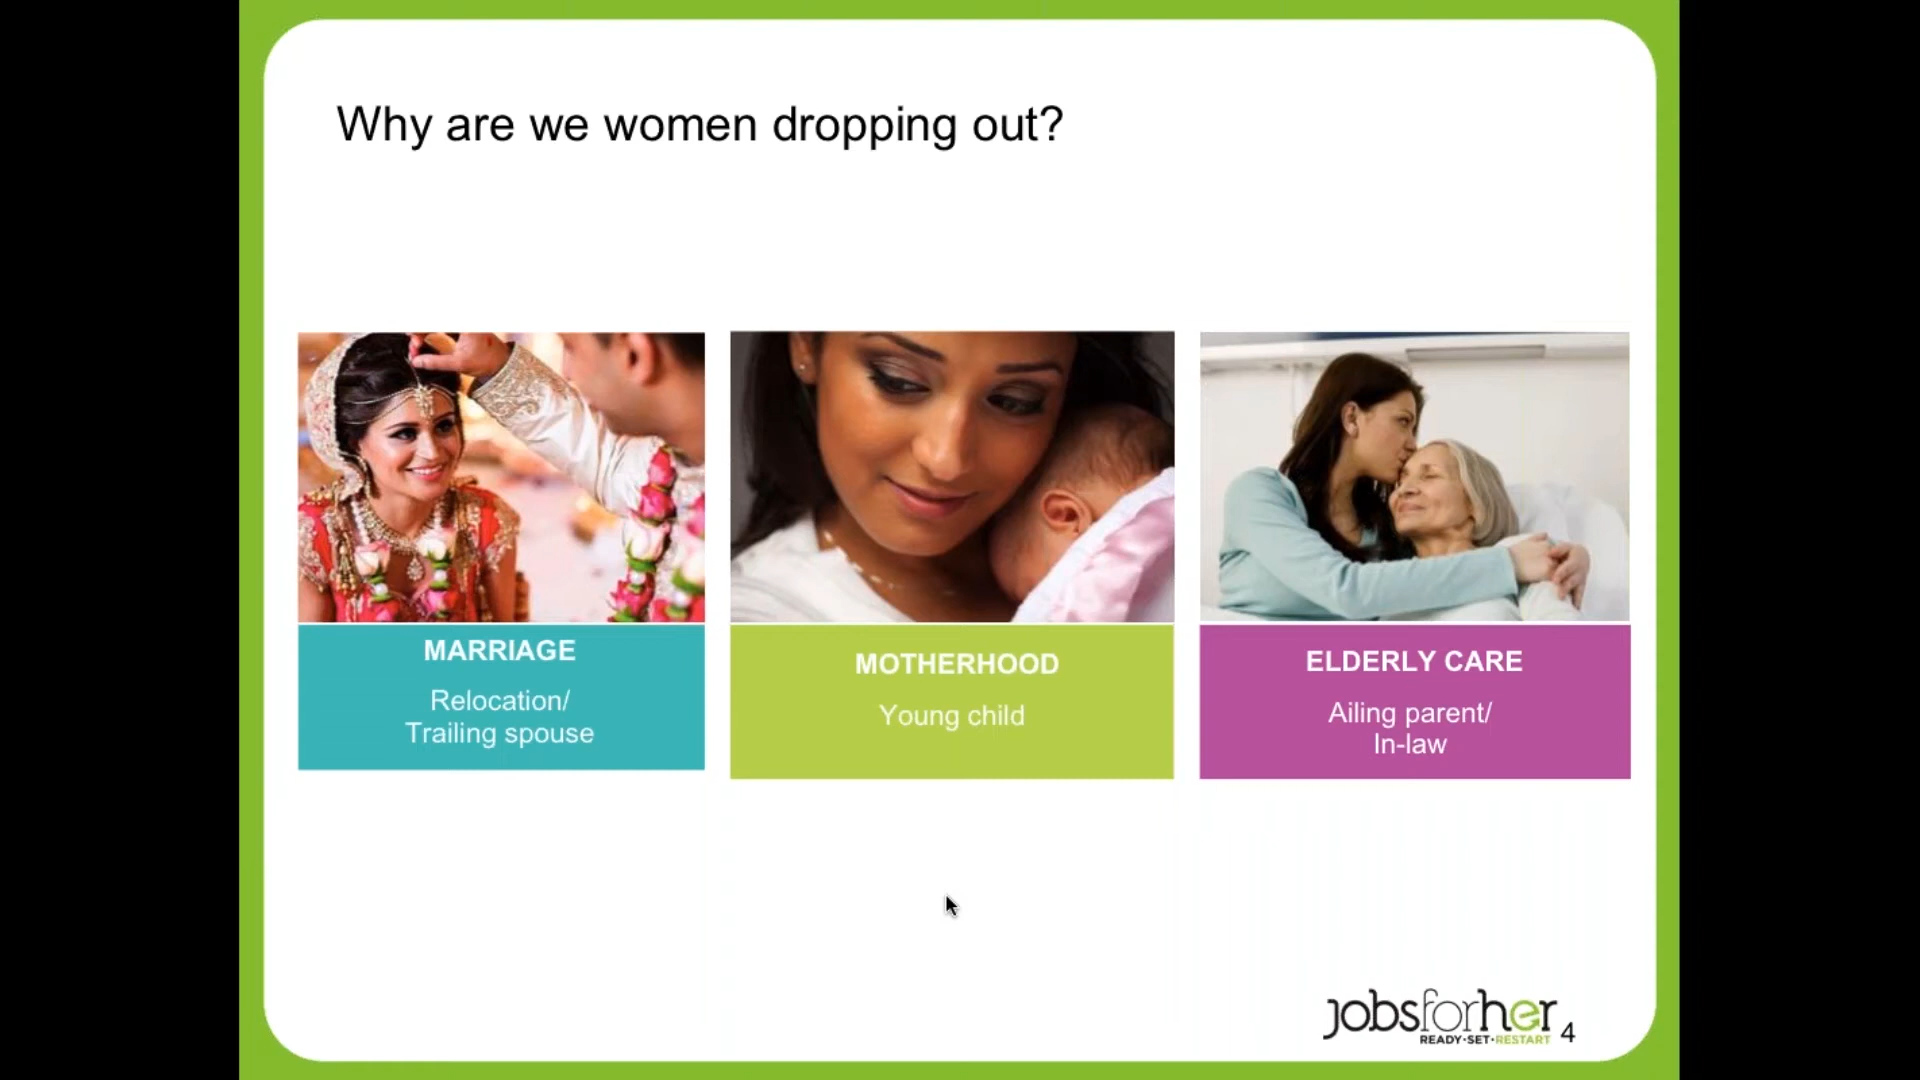 Why are we women dropping out?
MARRIAGE
Relocation/
Trailing spouse
MOTHERHOOD
Young child
ELDERLY CARE
Ailing parent/
In-law
jobsforher
READY·SET·RESTART
4